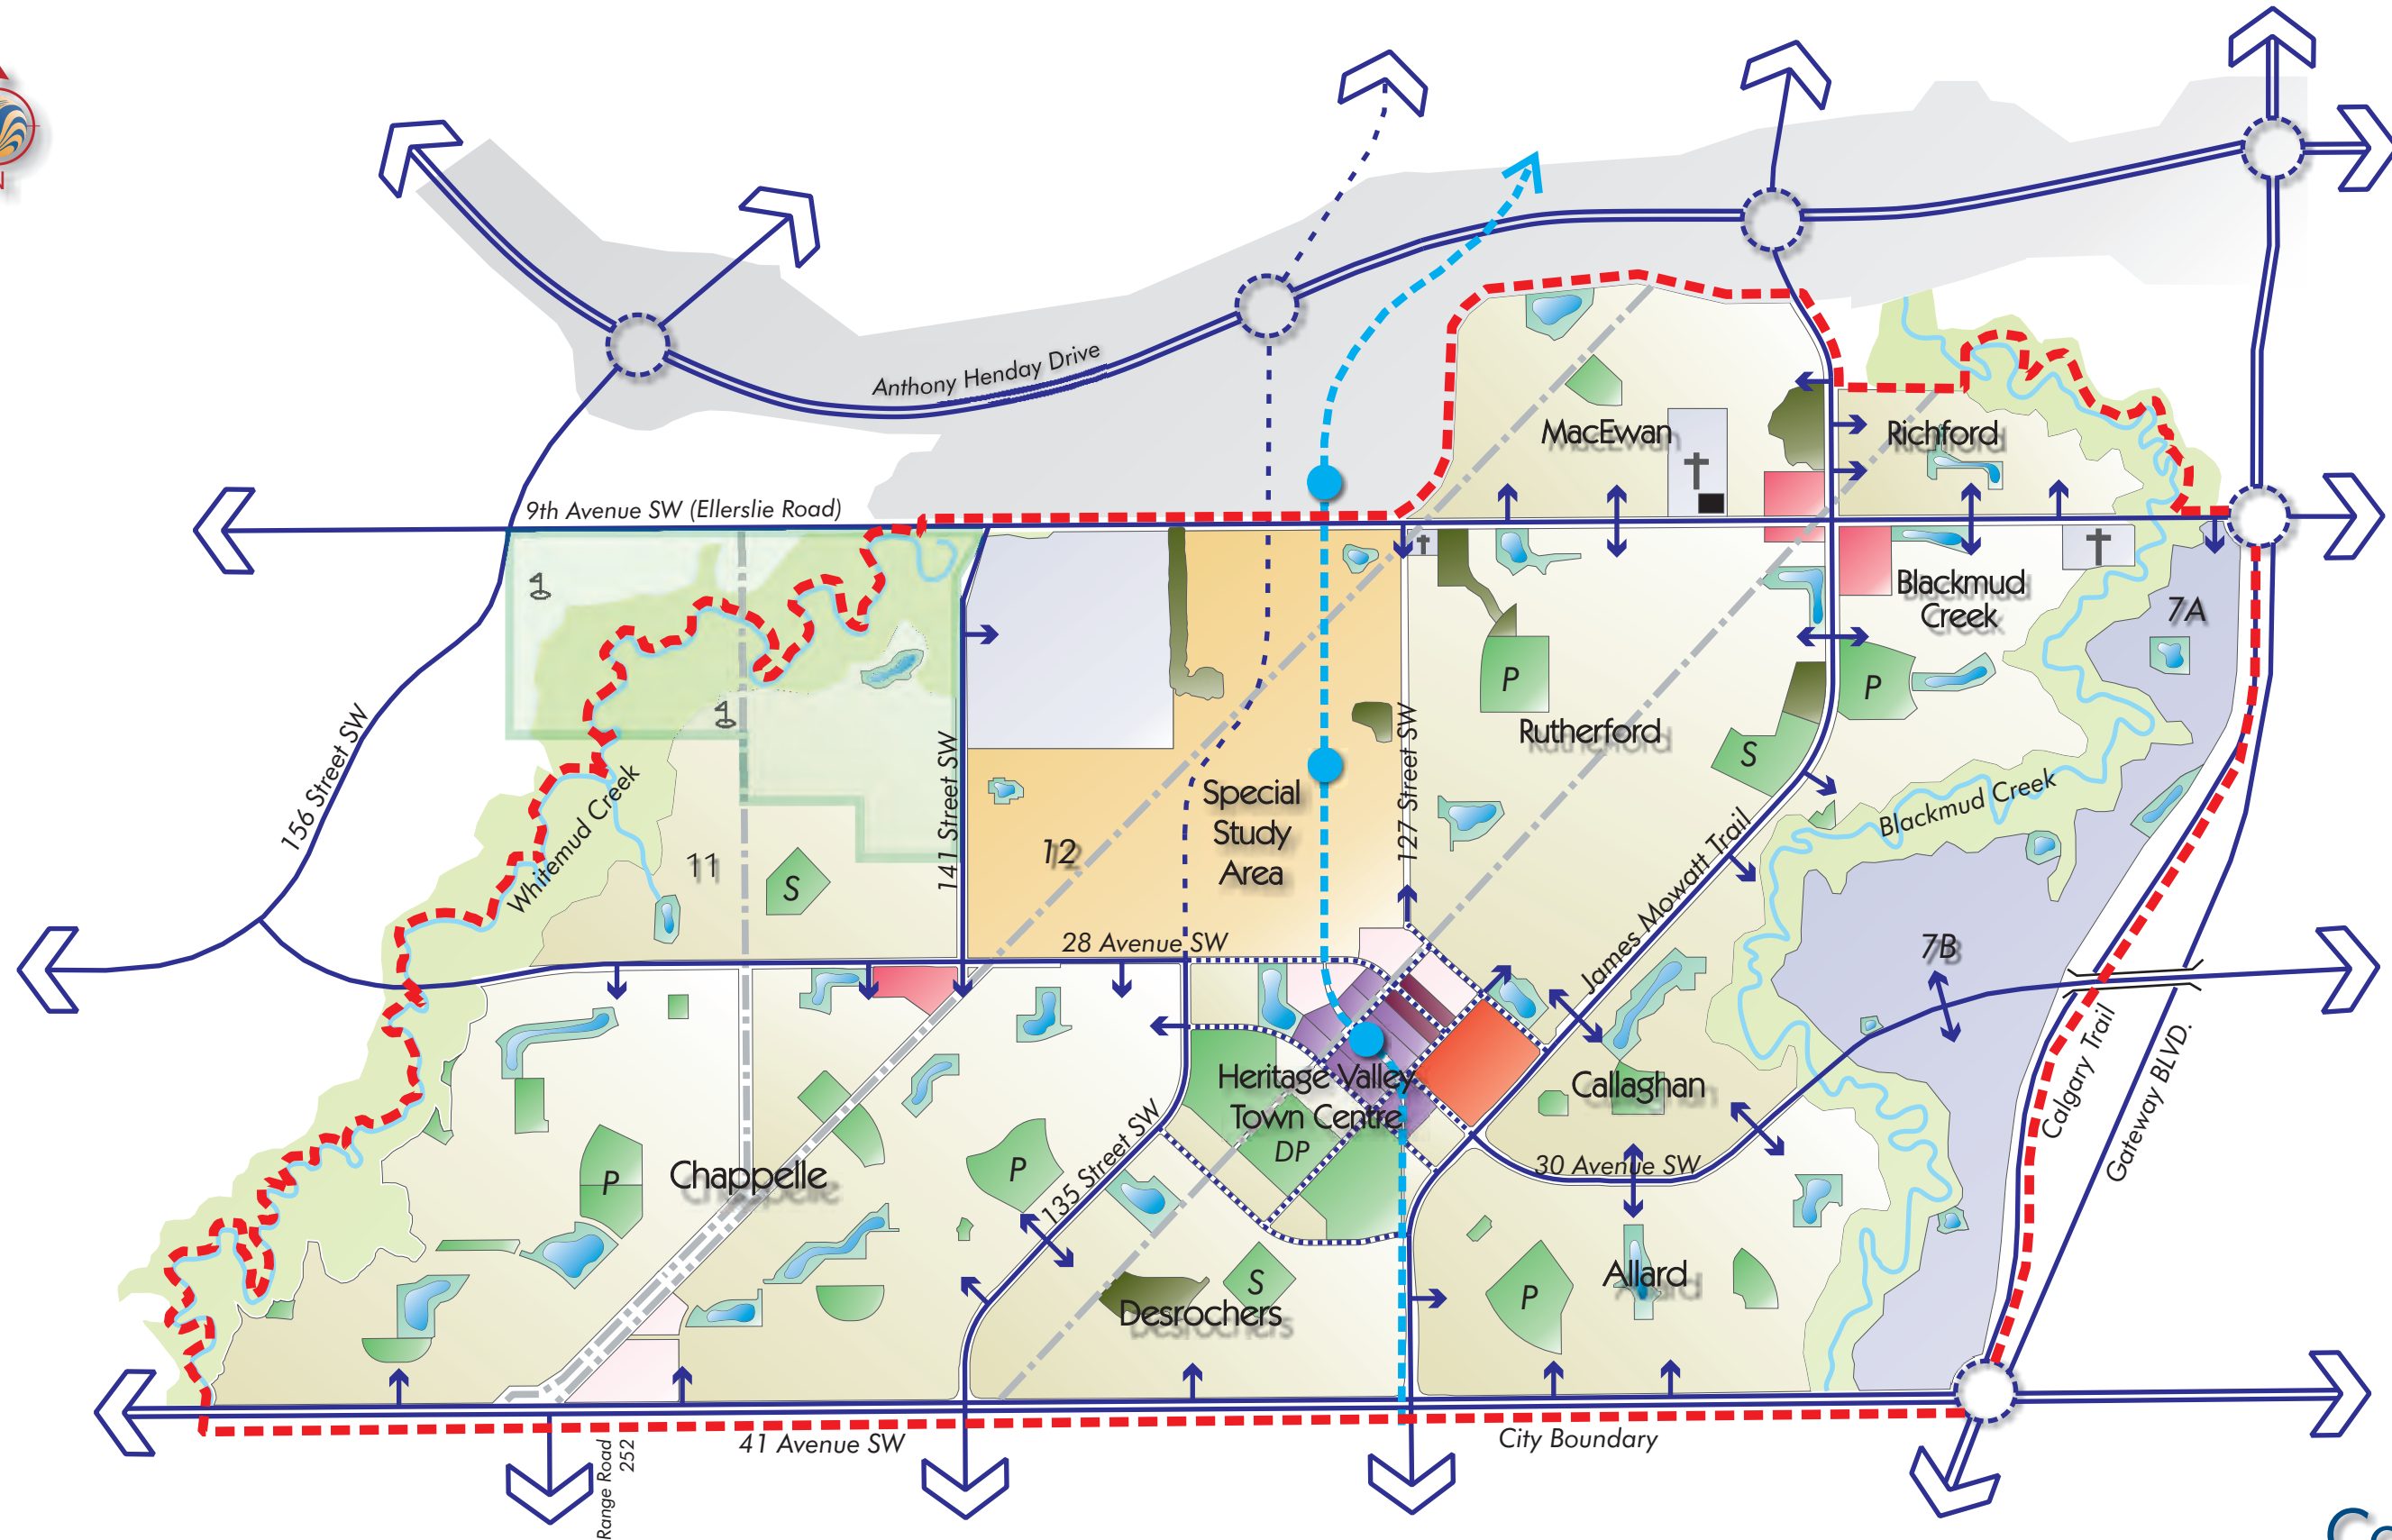 N
Anthony Henday Drive
MacEwan
Richford
9th Avenue SW (Ellerslie Road)
Blackmud
Creek
7A
P
P
156 Street SW
Rutherford
S
141 Street SW
127 Street SW
Special
Study
Area
Whitemud Creek
Blackmud Creek
11
12
S
James Mowatt Trail
28 Avenue SW
7B
Calgary Trail
Gateway BLVD.
Heritage Valley
Town Centre
DP
Callaghan
30 Avenue SW
P
Chappelle
P
135 Street SW
S
Desrochers
P
Allard
41 Avenue SW
City Boundary
Range Road
252